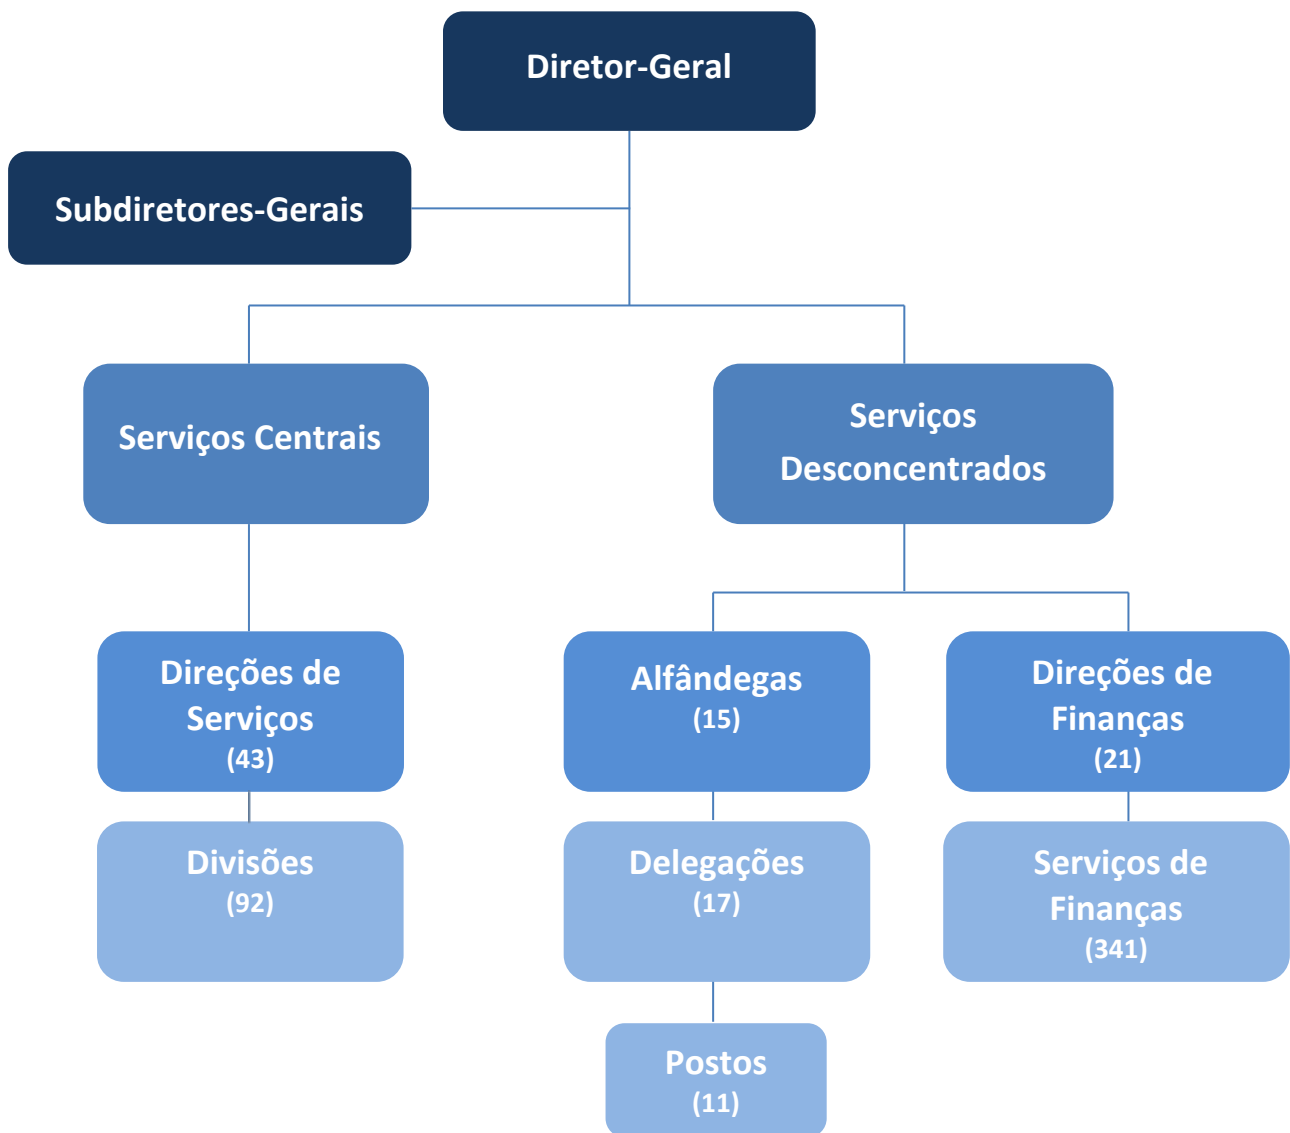 Diretor-Geral
Subdiretores-Gerais
Serviços Centrais
Serviços
Desconcentrados
Direções de
Serviços
(43)
Alfândegas
(15)
Direções de
Finanças
(21)
Divisões
(92)
Delegações
(17)
Serviços de
Finanças
(341)
Postos
(11)